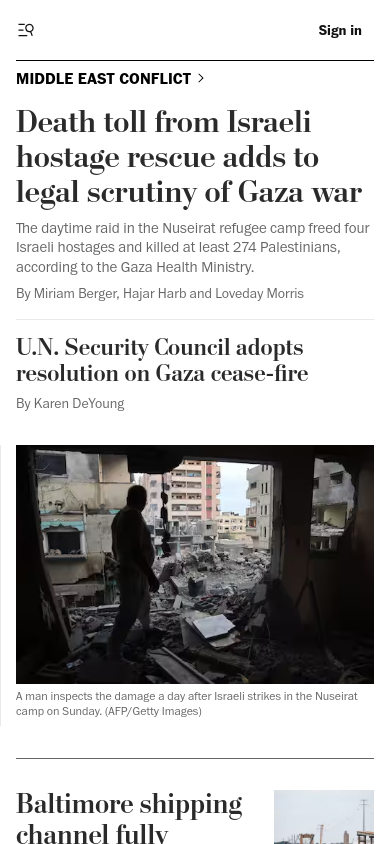 Sign in
MIDDLE EAST CONFLICT
Death toll from Israeli
hostage rescue adds to
legal scrutiny of Gaza war
The daytime raid in the Nuseirat refugee camp freed four
Israeli hostages and killed at least 274 Palestinians,
according to the Gaza Health Ministry.
By Miriam Berger, Hajar Harb and Loveday Morris
U.N. Security Council adopts
resolution on Gaza cease-fire
By Karen DeYoung
A man inspects the damage a day after Israeli strikes in the Nuseirat
camp on Sunday. (AFP/Getty Images)
Baltimore shipping
channel fully